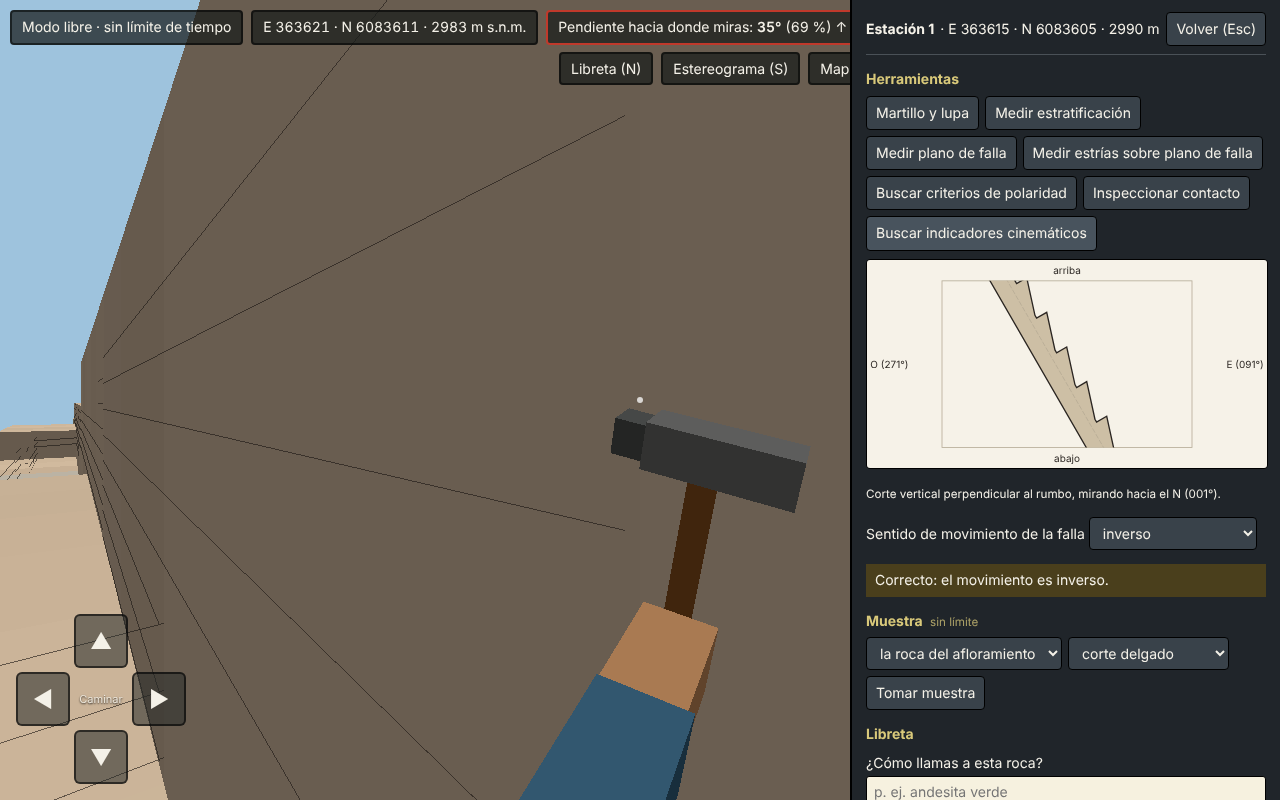 Modo libre · sin límite de tiempo
E 363621 · N 6083611 · 2983 m s.n.m.
Pendiente hacia donde miras: 35° (69 %) ↑
Libreta (N)
Estereograma (S)
Map
Caminar
Estación 1 · E 363615 · N 6083605 · 2990 m
Volver (Esc)
Herramientas
Martillo y lupa
Medir estratificación
Medir plano de falla
Medir estrías sobre plano de falla
Buscar criterios de polaridad
Inspeccionar contacto
Buscar indicadores cinemáticos
arriba
O (271°)
E (091°)
abajo
Corte vertical perpendicular al rumbo, mirando hacia el N (001°).
Sentido de movimiento de la falla
inverso
Correcto: el movimiento es inverso.
Muestra sin límite
la roca del afloramiento
corte delgado
Tomar muestra
Libreta
¿Cómo llamas a esta roca?
p. ej. andesita verde